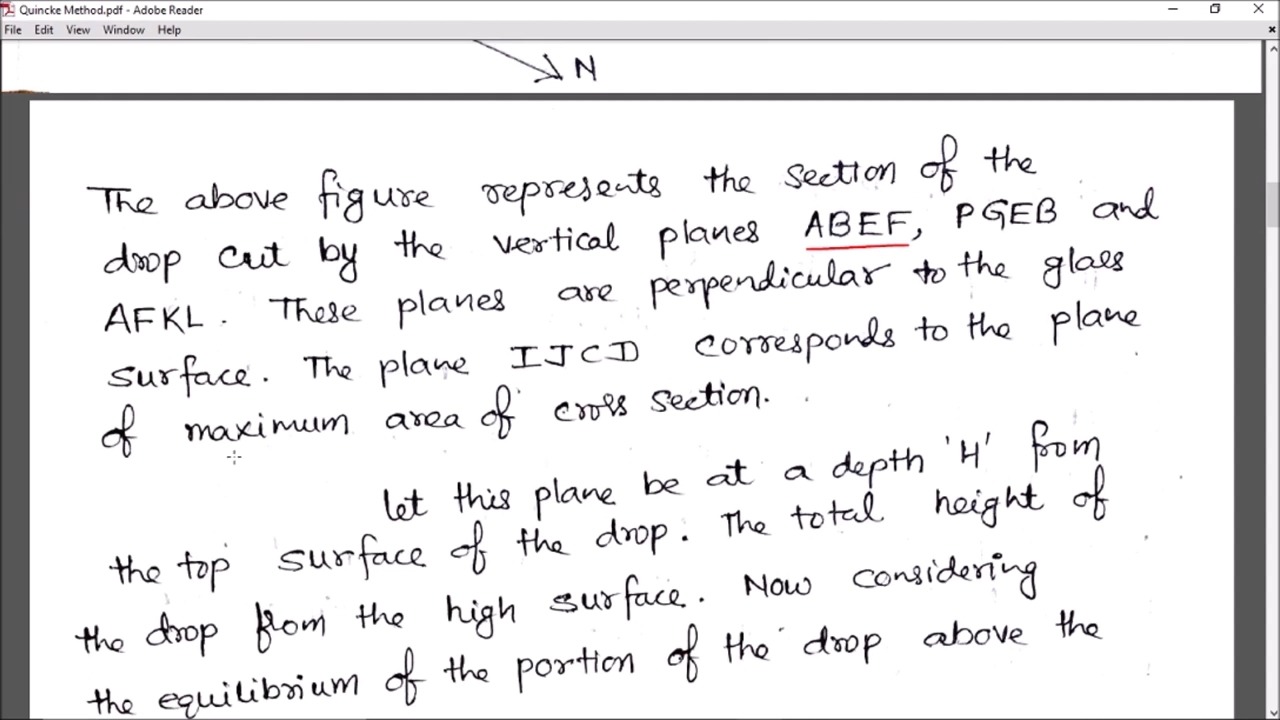 Quincke Method.pdf - Adobe Reader
File Edit View Window Help
N
The above figure represents the section of the
drop cut by the vertical planes ABEF, PGEB and
AFKL. These planes are perpendicular to the glass
surface. The plane IJCD corresponds to the plane
of maximum area of cross section.
let this plane be at a depth 'H' from
the top surface of the drop. The total height of
the drop from the high surface. Now considering
the equilibrium of the portion of the drop above the